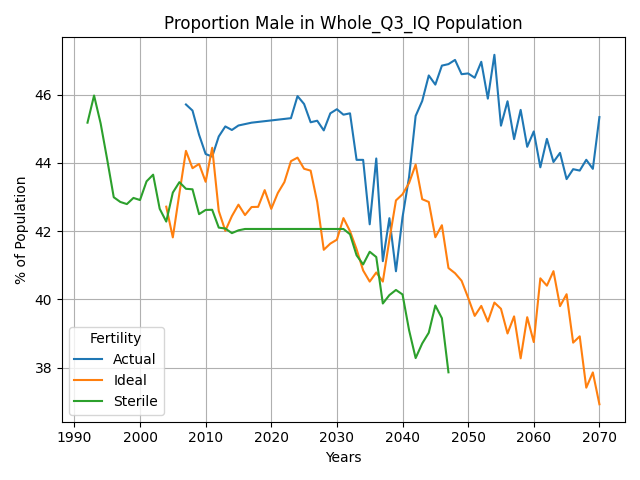 Proportion Male in Whole_Q3_IQ Population
% of Population
46
44
42
40
38
Fertility
Actual
Ideal
Sterile
1990 2000 2010 2020 2030 2040 2050 2060 2070
Years